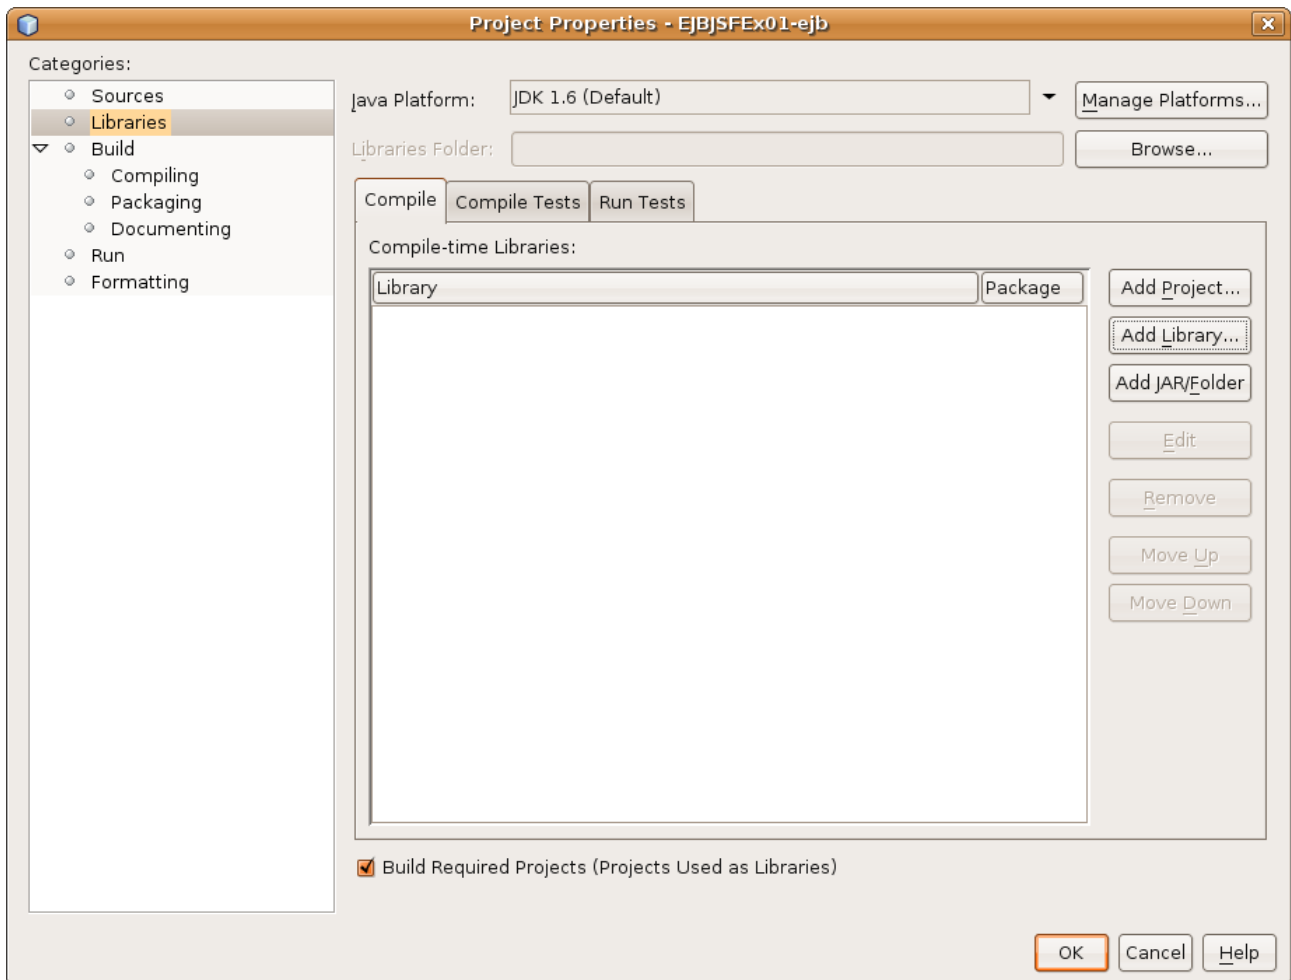 Project Properties - EJBJSFEx01-ejb
Categories:
Sources
Libraries
Build
Compiling
Packaging
Documenting
Run
Formatting
Java Platform:
JDK 1.6 (Default)
Manage Platforms...
Libraries Folder:
Browse...
Compile
Compile Tests
Run Tests
Compile-time Libraries:
Library
Package
Add Project...
Add Library...
Add JAR/Folder
Edit
Remove
Move Up
Move Down
Build Required Projects (Projects Used as Libraries)
OK
Cancel
Help